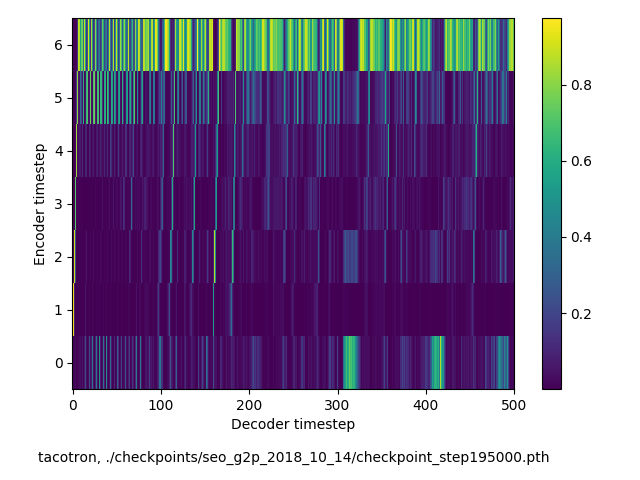 6
5
4
3
2
1
0
Encoder timestep
0 100 200 300 400 500
Decoder timestep
0.8
0.6
0.4
0.2
tacotron, ./checkpoints/seo_g2p_2018_10_14/checkpoint_step195000.pth